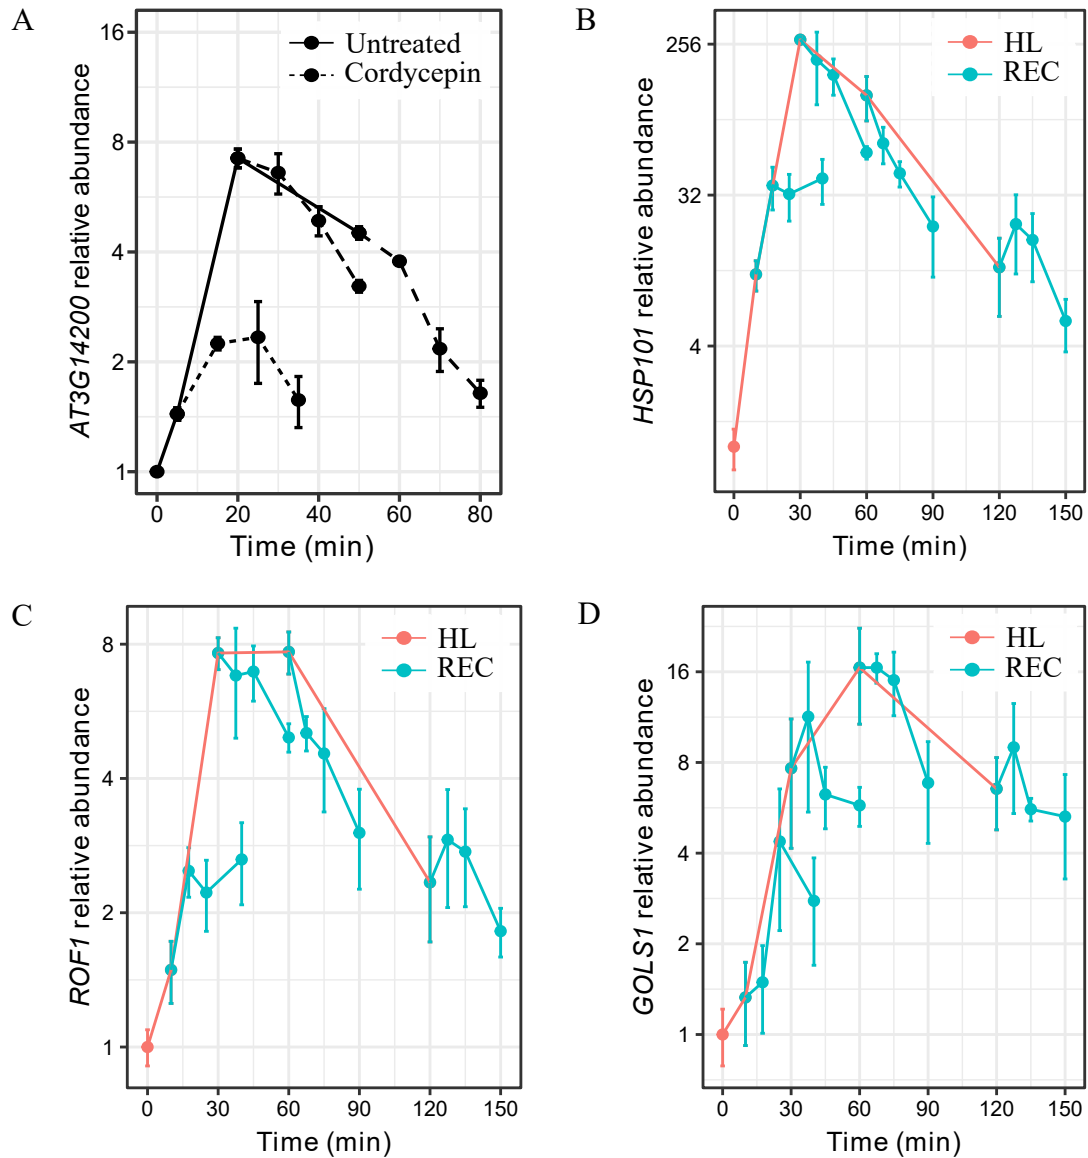 A
AT3G14200 relative abundance
16
8
4
2
1
Untreated
Cordycepin
0 20 40 60 80
Time (min)
B
HSP101 relative abundance
256
32
4
HL
REC
0 30 60 90 120 150
Time (min)
C
ROF1 relative abundance
8
4
2
1
HL
REC
0 30 60 90 120 150
Time (min)
D
GOLS1 relative abundance
16
8
4
2
1
HL
REC
0 30 60 90 120 150
Time (min)